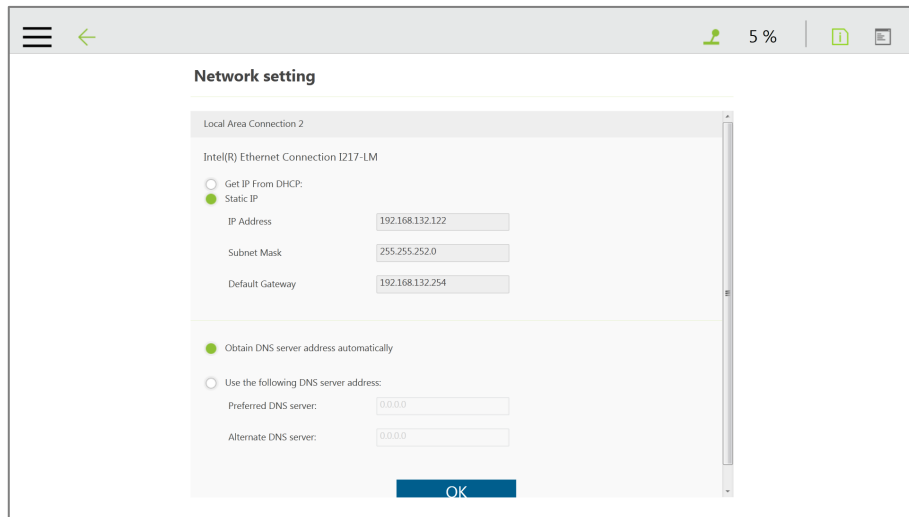 5 %
Network setting
Local Area Connection 2
Intel(R) Ethernet Connection I217-LM
Get IP From DHCP:
Static IP
IP Address 192.168.132.122
Subnet Mask 255.255.252.0
Default Gateway 192.168.132.254
Obtain DNS server address automatically
Use the following DNS server address:
Preferred DNS server: 0.0.0.0
Alternate DNS server: 0.0.0.0
OK